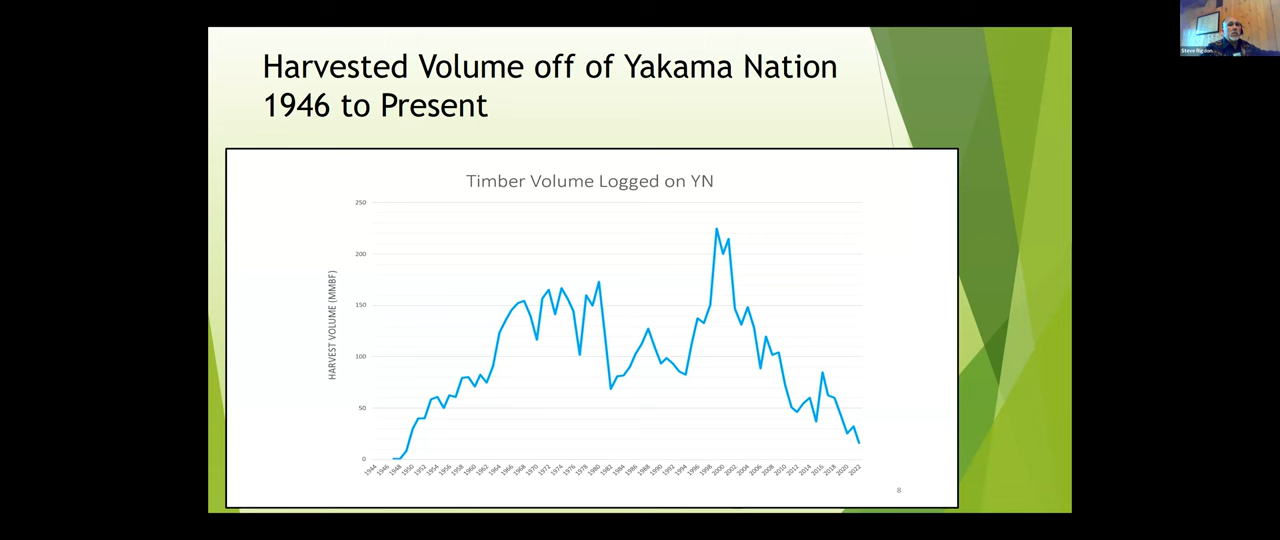 Harvested Volume off of Yakama Nation
1946 to Present
Steve Rigdon
Timber Volume Logged on YN
HARVEST VOLUME (MMBF)
250
200
150
100
50
0
1944 1946 1948 1950 1952 1954 1956 1958 1960 1962 1964 1966 1968 1970 1972 1974 1976 1978 1980 1982 1984 1986 1988 1990 1992 1994 1996 1998 2000 2002 2004 2006 2008 2010 2012 2014 2016 2018 2020 2022
8